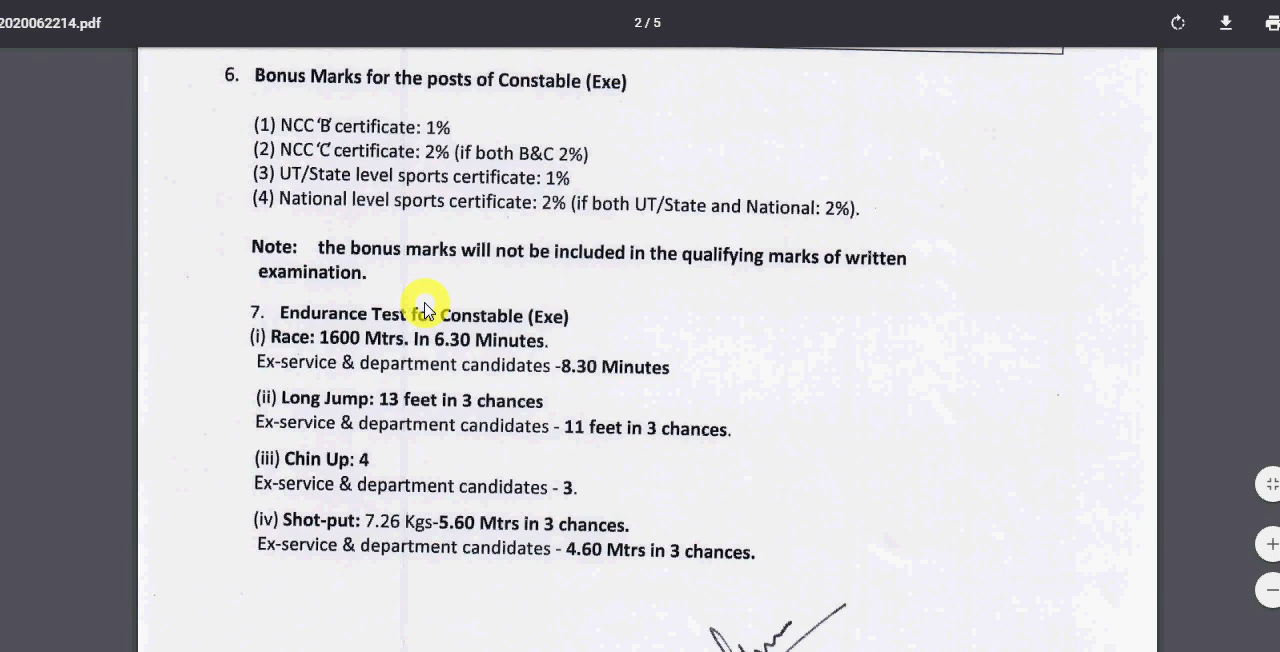 2020062214.pdf
2 / 5
6. Bonus Marks for the posts of Constable (Exe)
(1) NCC 'B' certificate: 1%
(2) NCC 'C' certificate: 2% (if both B&C 2%)
(3) UT/State level sports certificate: 1%
(4) National level sports certificate: 2% (if both UT/State and National: 2%).
Note: the bonus marks will not be included in the qualifying marks of written
examination.
7. Endurance Test for Constable (Exe)
(i) Race: 1600 Mtrs. In 6.30 Minutes.
Ex-service & department candidates -8.30 Minutes
(ii) Long Jump: 13 feet in 3 chances
Ex-service & department candidates - 11 feet in 3 chances.
(iii) Chin Up: 4
Ex-service & department candidates - 3.
(iv) Shot-put: 7.26 Kgs-5.60 Mtrs in 3 chances.
Ex-service & department candidates - 4.60 Mtrs in 3 chances.